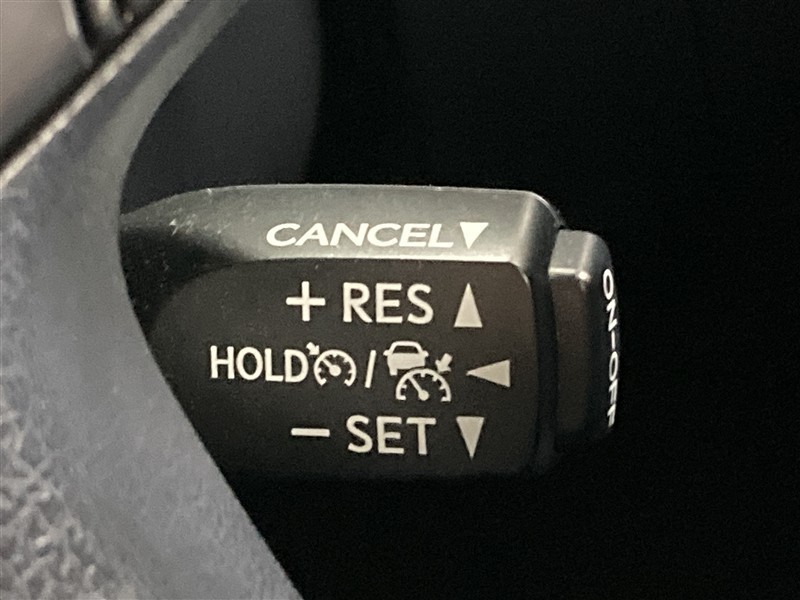 CANCEL▼
+ RES ▲
HOLD / ◀
− SET ▼
ON-OFF